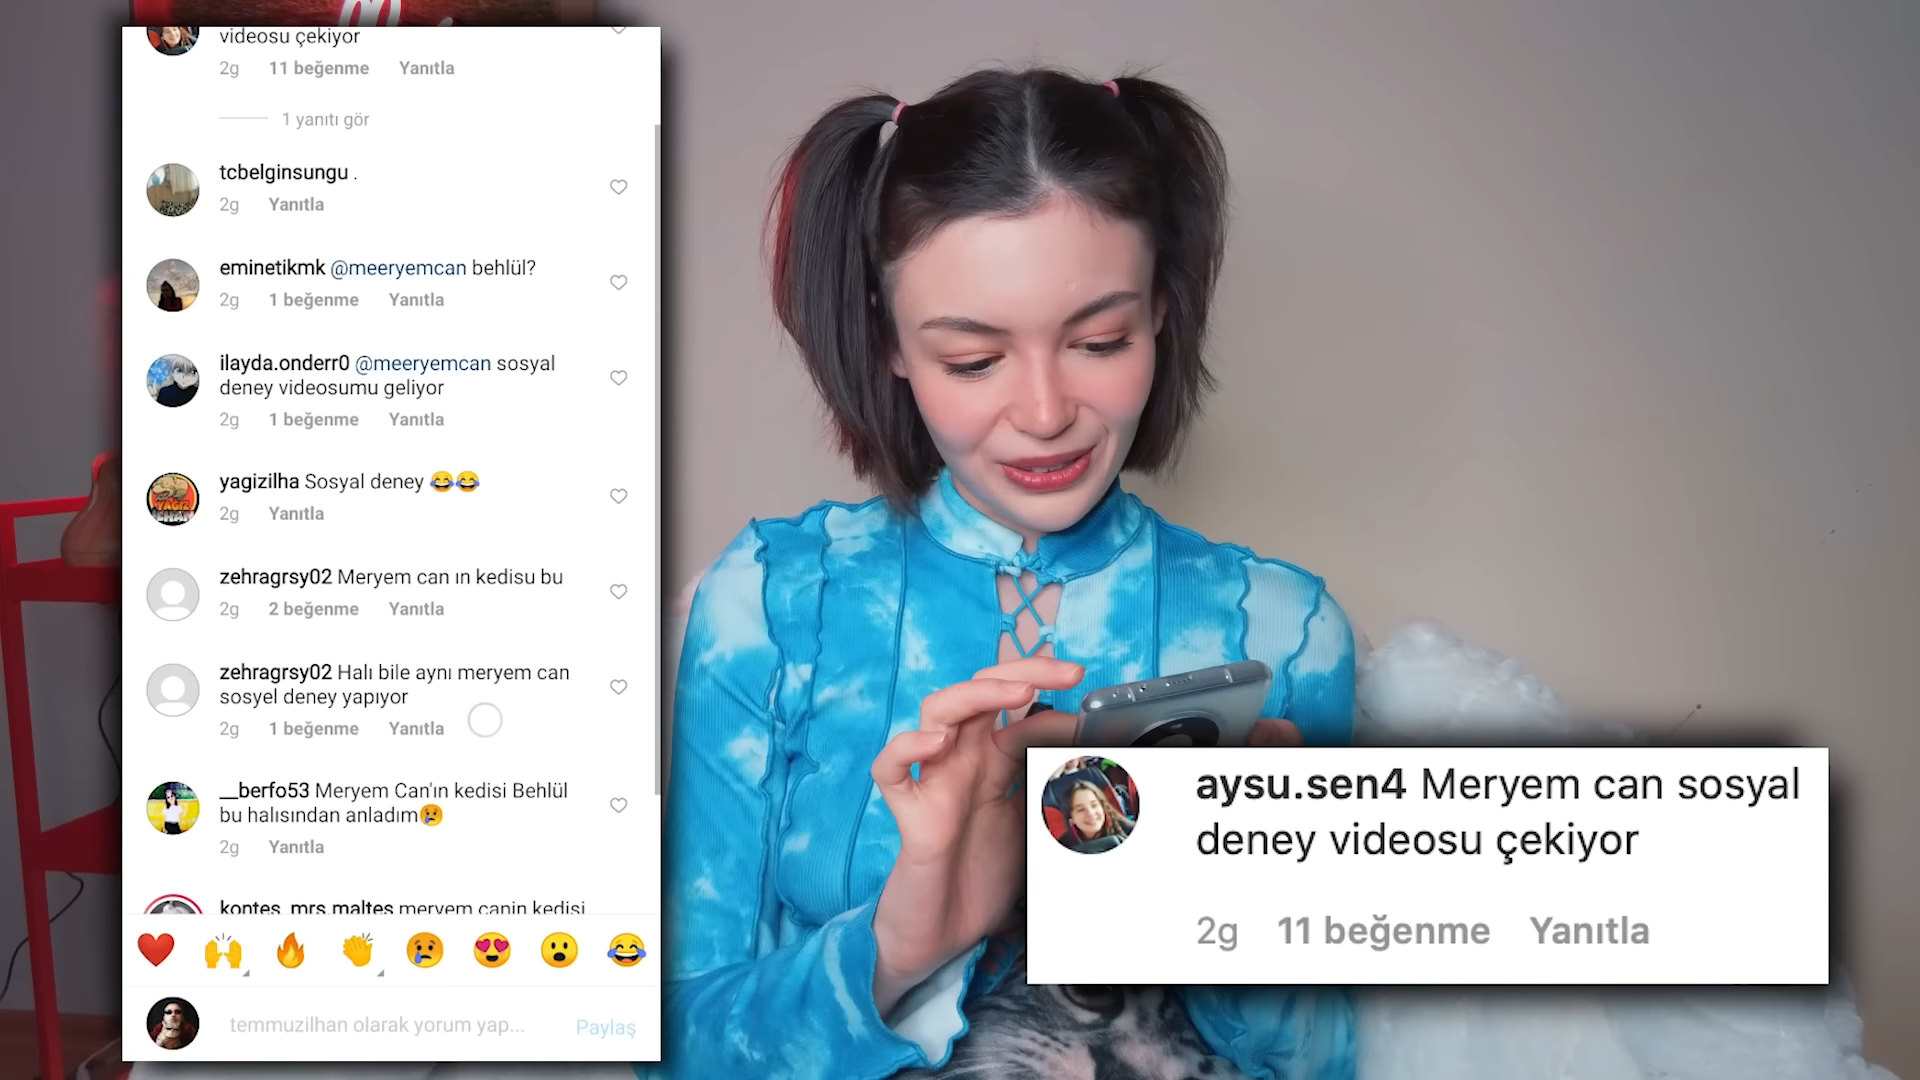 videosu çekiyor
2g 11 beğenme Yanıtla
1 yanıtı gör
tcbelginsungu .
2g Yanıtla
eminetikmk @meeryemcan behlül?
2g 1 beğenme Yanıtla
ilayda.onderr0 @meeryemcan sosyal
deney videosumu geliyor
2g 1 beğenme Yanıtla
yagizilha Sosyal deney 😂😂
2g Yanıtla
zehragrsy02 Meryem can ın kedisu bu
2g 2 beğenme Yanıtla
zehragrsy02 Halı bile aynı meryem can
sosyel deney yapıyor
2g 1 beğenme Yanıtla
__berfo53 Meryem Can'ın kedisi Behlül
bu halısından anladım😢
2g Yanıtla
kontes_mrs.maltes meryem canin kedisi
temmuzilhan olarak yorum yap... Paylaş
aysu.sen4 Meryem can sosyal
deney videosu çekiyor
2g 11 beğenme Yanıtla